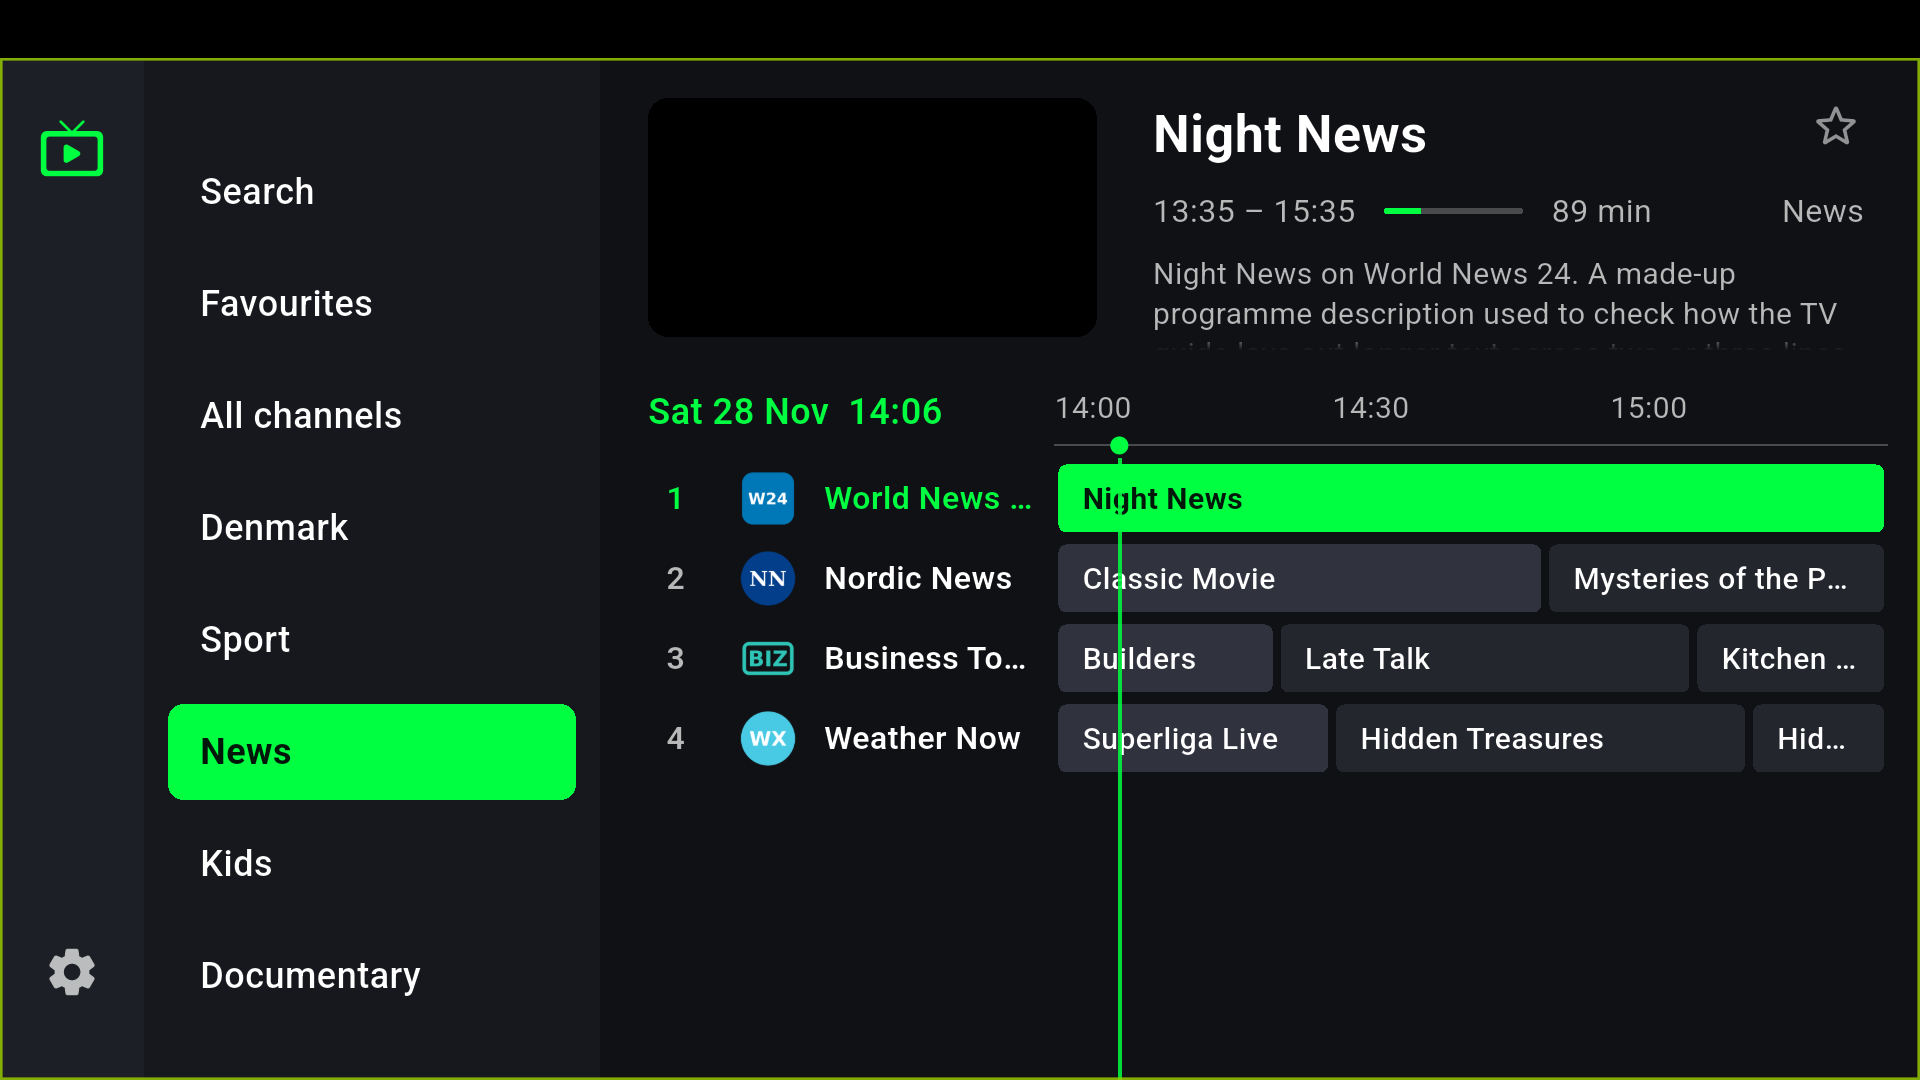 Search
Favourites
All channels
Denmark
Sport
News
Kids
Documentary
Night News
13:35 – 15:35 89 min News
Night News on World News 24. A made-up
programme description used to check how the TV
Sat 28 Nov 14:06 14:00 14:30 15:00
1 W24 World News ... Night News
2 NN Nordic News Classic Movie Mysteries of the P...
3 BIZ Business To... Builders Late Talk Kitchen ...
4 WX Weather Now Superliga Live Hidden Treasures Hid...